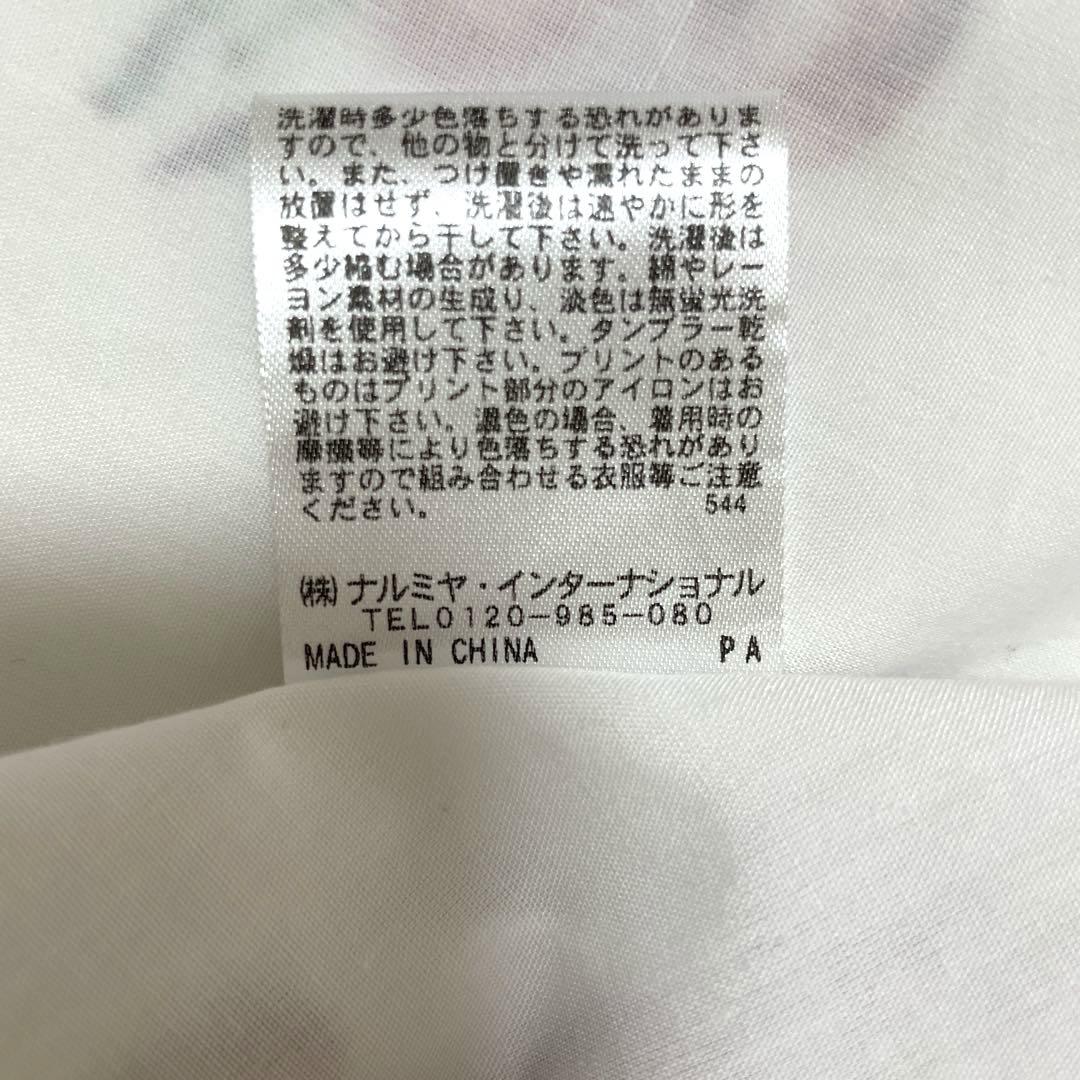 洗濯時多少色落ちする恐れがありま
すので、他の物と分けて洗って下さ
い。また、つけ置きや濡れたままの
放置はせず、洗濯後は速やかに形を
整えてから干して下さい。洗濯後は
多少縮む場合があります。綿やレー
ヨン素材の生成り、淡色は無蛍光洗
剤を使用して下さい。タンブラー乾
燥はお避け下さい。プリントのある
ものはプリント部分のアイロンはお
避け下さい。濃色の場合、着用時の
摩擦等により色落ちする恐れがあり
ますので組み合わせる衣服等ご注意
ください。 544
㈱ナルミヤ・インターナショナル
TEL0120-985-080
MADE IN CHINA PA